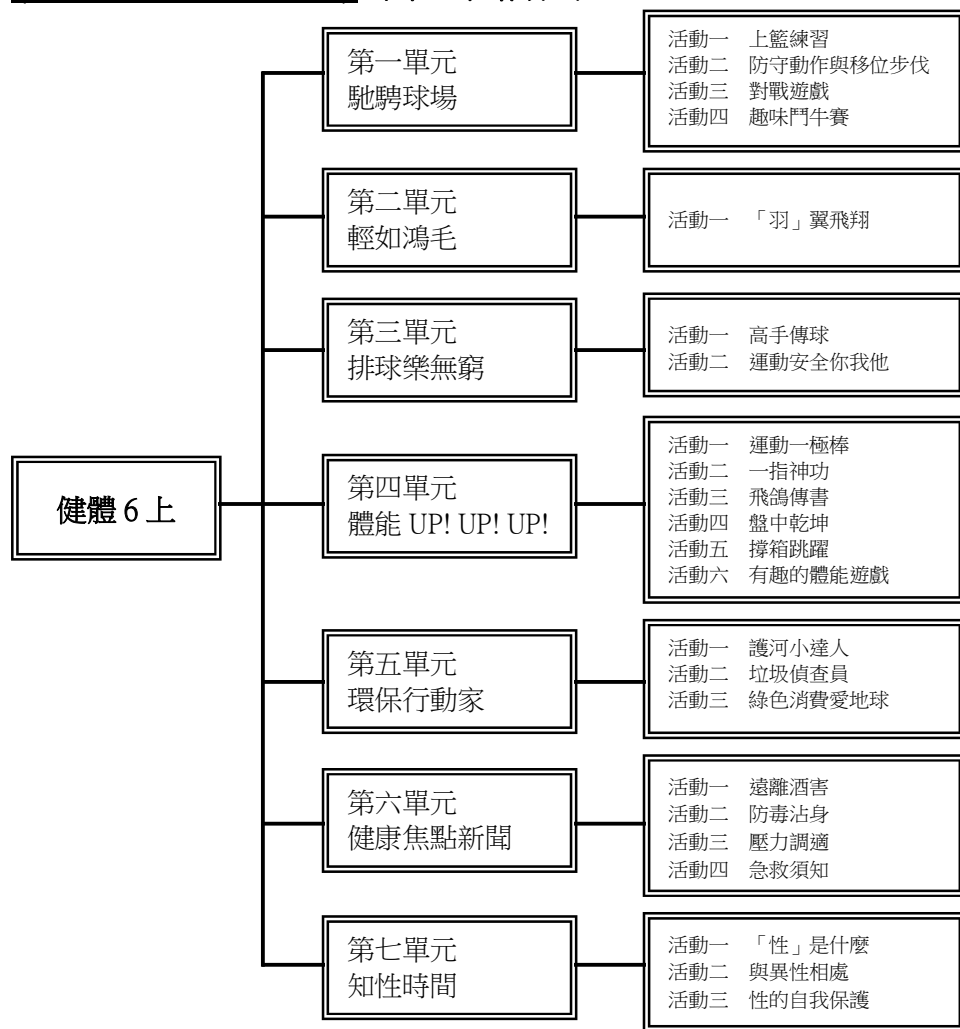 健體 6 上
第一單元
馳騁球場
活動一 上籃練習
活動二 防守動作與移位步伐
活動三 對戰遊戲
活動四 趣味鬥牛賽
第二單元
輕如鴻毛
活動一 「羽」翼飛翔
第三單元
排球樂無窮
活動一 高手傳球
活動二 運動安全你我他
第四單元
體能 UP! UP! UP!
活動一 運動一極棒
活動二 一指神功
活動三 飛鴿傳書
活動四 盤中乾坤
活動五 撐箱跳躍
活動六 有趣的體能遊戲
第五單元
環保行動家
活動一 護河小達人
活動二 垃圾偵查員
活動三 綠色消費愛地球
第六單元
健康焦點新聞
活動一 遠離酒害
活動二 防毒沾身
活動三 壓力調適
活動四 急救須知
第七單元
知性時間
活動一 「性」是什麼
活動二 與異性相處
活動三 性的自我保護